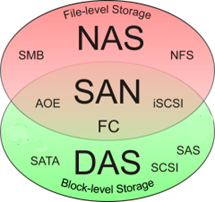 File-level Storage
NAS
SMB NFS
SAN
AOE iSCSI
FC
SAS
SATA DAS SCSI
Block-level Storage